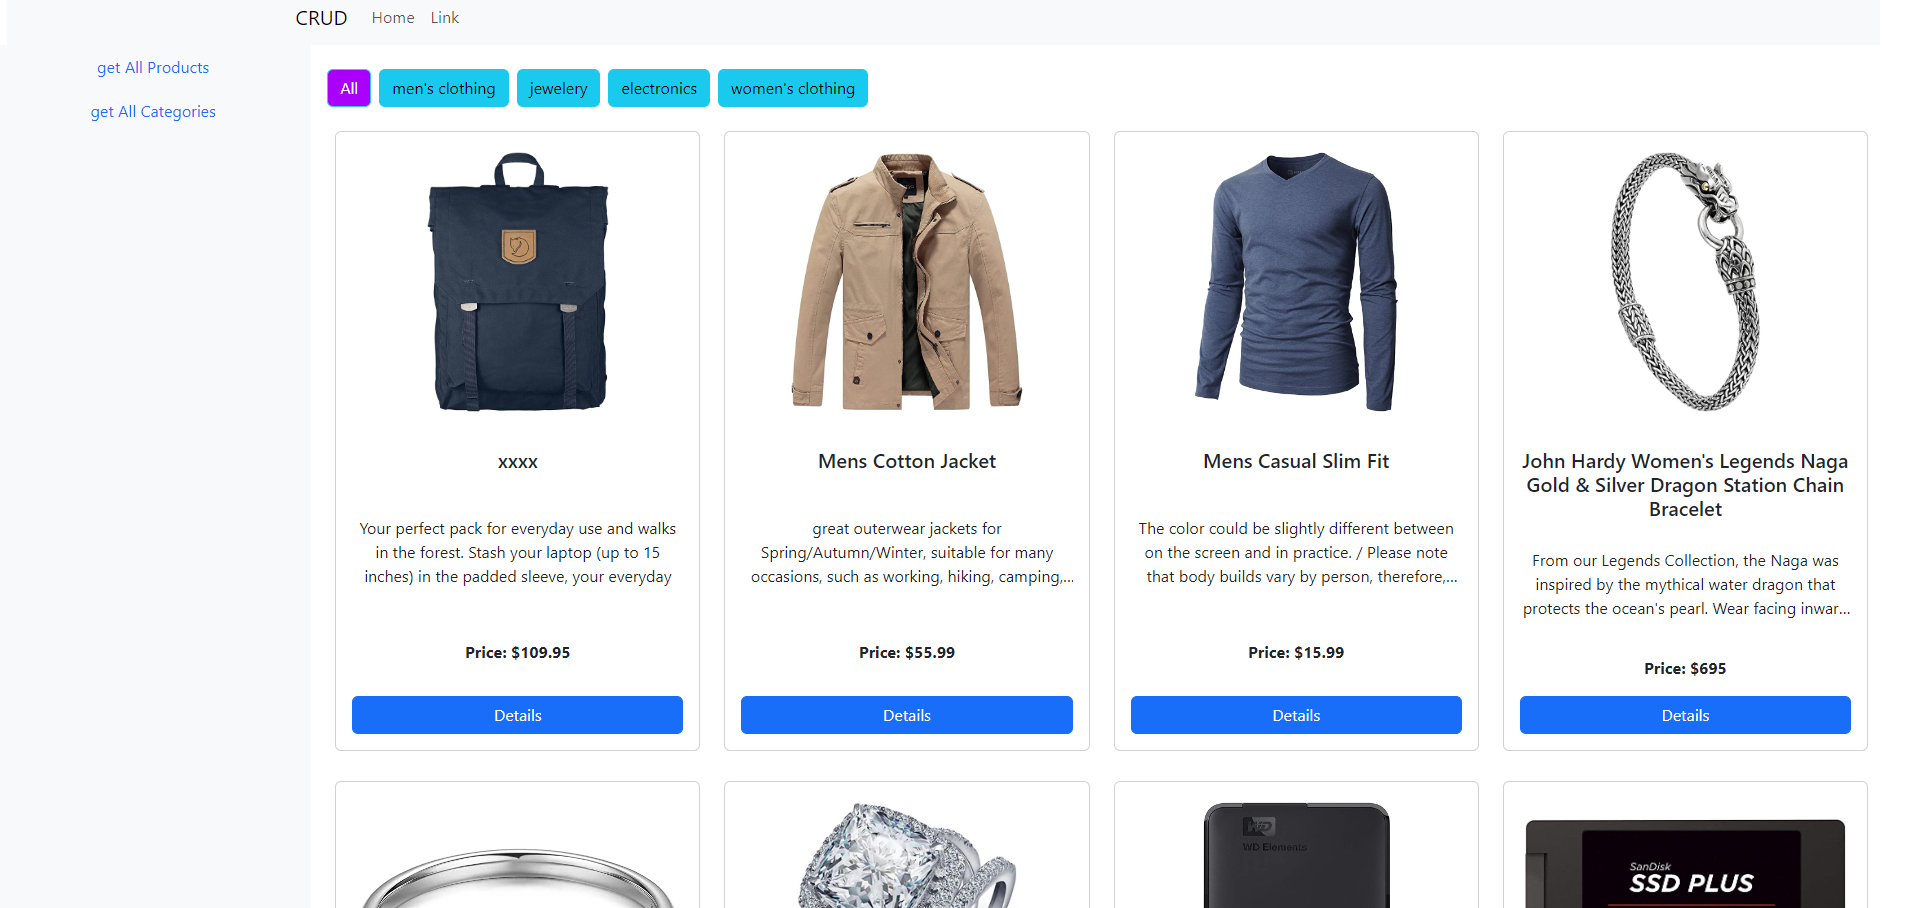 CRUD Home Link
get All Products
get All Categories
All men's clothing jewelery electronics women's clothing
xxxx
Your perfect pack for everyday use and walks
in the forest. Stash your laptop (up to 15
inches) in the padded sleeve, your everyday
Price: $109.95
Details
Mens Cotton Jacket
great outerwear jackets for
Spring/Autumn/Winter, suitable for many
occasions, such as working, hiking, camping,...
Price: $55.99
Details
Mens Casual Slim Fit
The color could be slightly different between
on the screen and in practice. / Please note
that body builds vary by person, therefore,...
Price: $15.99
Details
John Hardy Women's Legends Naga
Gold & Silver Dragon Station Chain
Bracelet
From our Legends Collection, the Naga was
inspired by the mythical water dragon that
protects the ocean's pearl. Wear facing inwar...
Price: $695
Details
WD
WD Elements
SanDisk
SSD PLUS